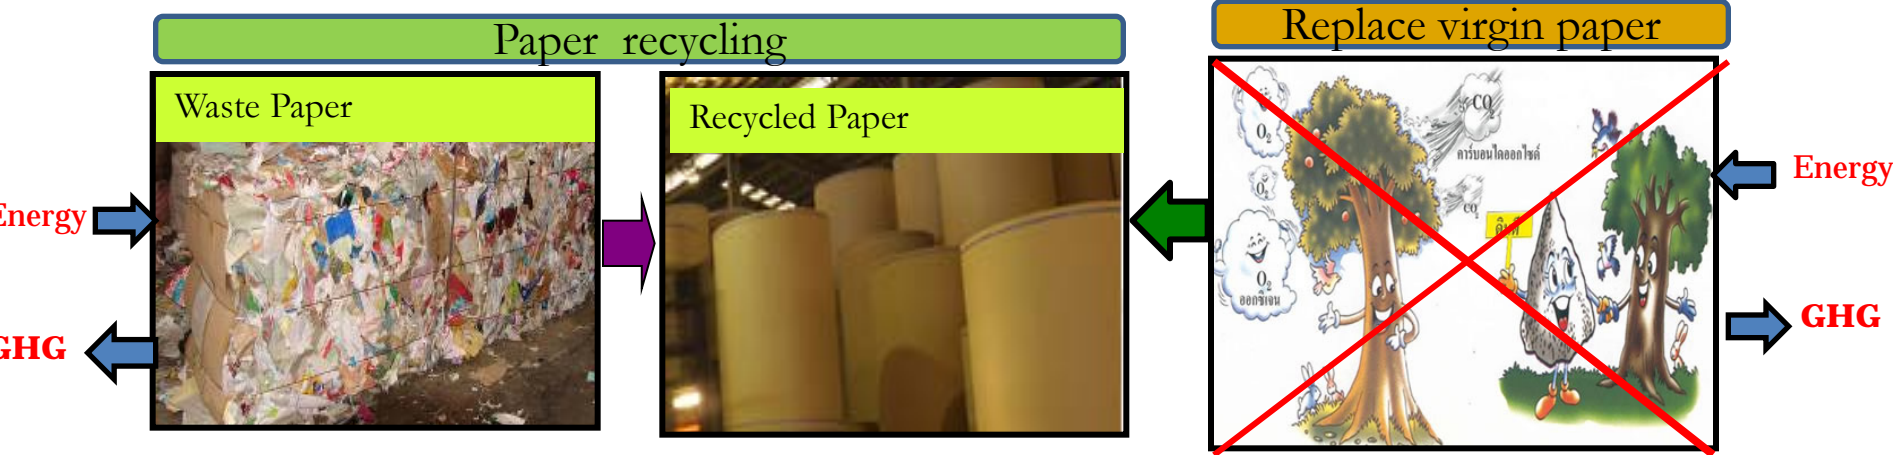 Paper recycling
Replace virgin paper
Waste Paper
Recycled Paper
Energy
GHG
O₂
O₂
O₂
ออกซิเจน
CO₂
คาร์บอนไดออกไซด์
CO₂
Energy
GHG